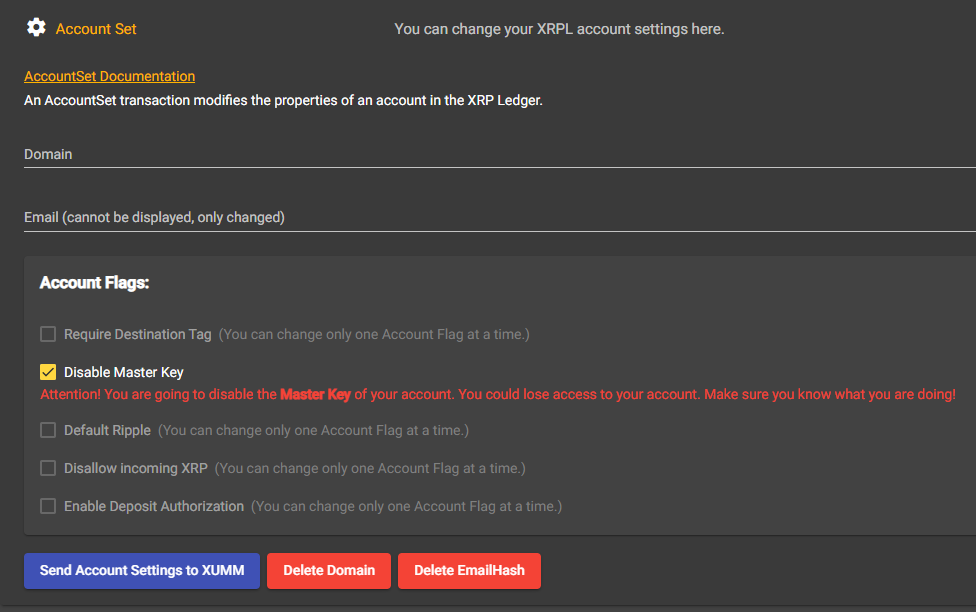 Account Set
You can change your XRPL account settings here.
AccountSet Documentation
An AccountSet transaction modifies the properties of an account in the XRP Ledger.
Domain
Email (cannot be displayed, only changed)
Account Flags:
Require Destination Tag (You can change only one Account Flag at a time.)
Disable Master Key
Attention! You are going to disable the Master Key of your account. You could lose access to your account. Make sure you know what you are doing!
Default Ripple (You can change only one Account Flag at a time.)
Disallow incoming XRP (You can change only one Account Flag at a time.)
Enable Deposit Authorization (You can change only one Account Flag at a time.)
Send Account Settings to XUMM
Delete Domain
Delete EmailHash